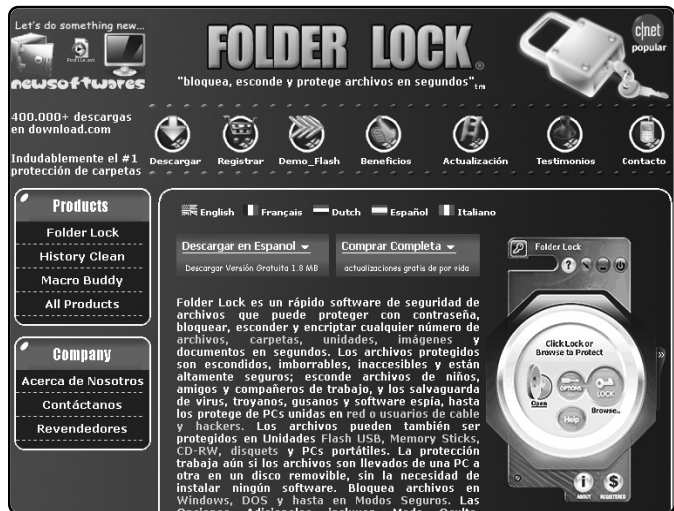 Let's do something new...
Profile.avi
newsoftwares
FOLDER LOCK®
"bloquea, esconde y protege archivos en segundos"tm
c|net
popular
400.000+ descargas
en download.com
Indudablemente el #1
protección de carpetas
Descargar
Registrar
Demo_Flash
Beneficios
Actualización
Testimonios
Contacto
Products
Folder Lock
History Clean
Macro Buddy
All Products
Company
Acerca de Nosotros
Contáctanos
Revendedores
English
Français
Dutch
Español
Italiano
Descargar en Espanol
Descargar Versión Gratuita 1.8 MB
Comprar Completa
actualizaciones gratis de por vida
Folder Lock es un rápido software de seguridad de
archivos que puede proteger con contraseña,
bloquear, esconder y encriptar cualquier número de
archivos, carpetas, unidades, imágenes y
documentos en segundos. Los archivos protegidos
son escondidos, imborrables, inaccesibles y están
altamente seguros; esconde archivos de niños,
amigos y compañeros de trabajo, y los salvaguarda
de virus, troyanos, gusanos y software espía, hasta
los protege de PCs unidas en red o usuarios de cable
y hackers. Los archivos pueden también ser
protegidos en Unidades Flash USB, Memory Sticks,
CD-RW, disquets y PCs portátiles. La protección
trabaja aún si los archivos son llevados de una PC a
otra en un disco removible, sin la necesidad de
instalar ningún software. Bloquea archivos en
Windows, DOS y hasta en Modos Seguros. Las
Opciones Adicionales incluyen Modo Oculto,
Folder Lock
?
Click Lock or
Browse to Protect
Open
OPTIONS
LOCK
Browse..
Help
»
i
$
ABOUT
REGISTERED